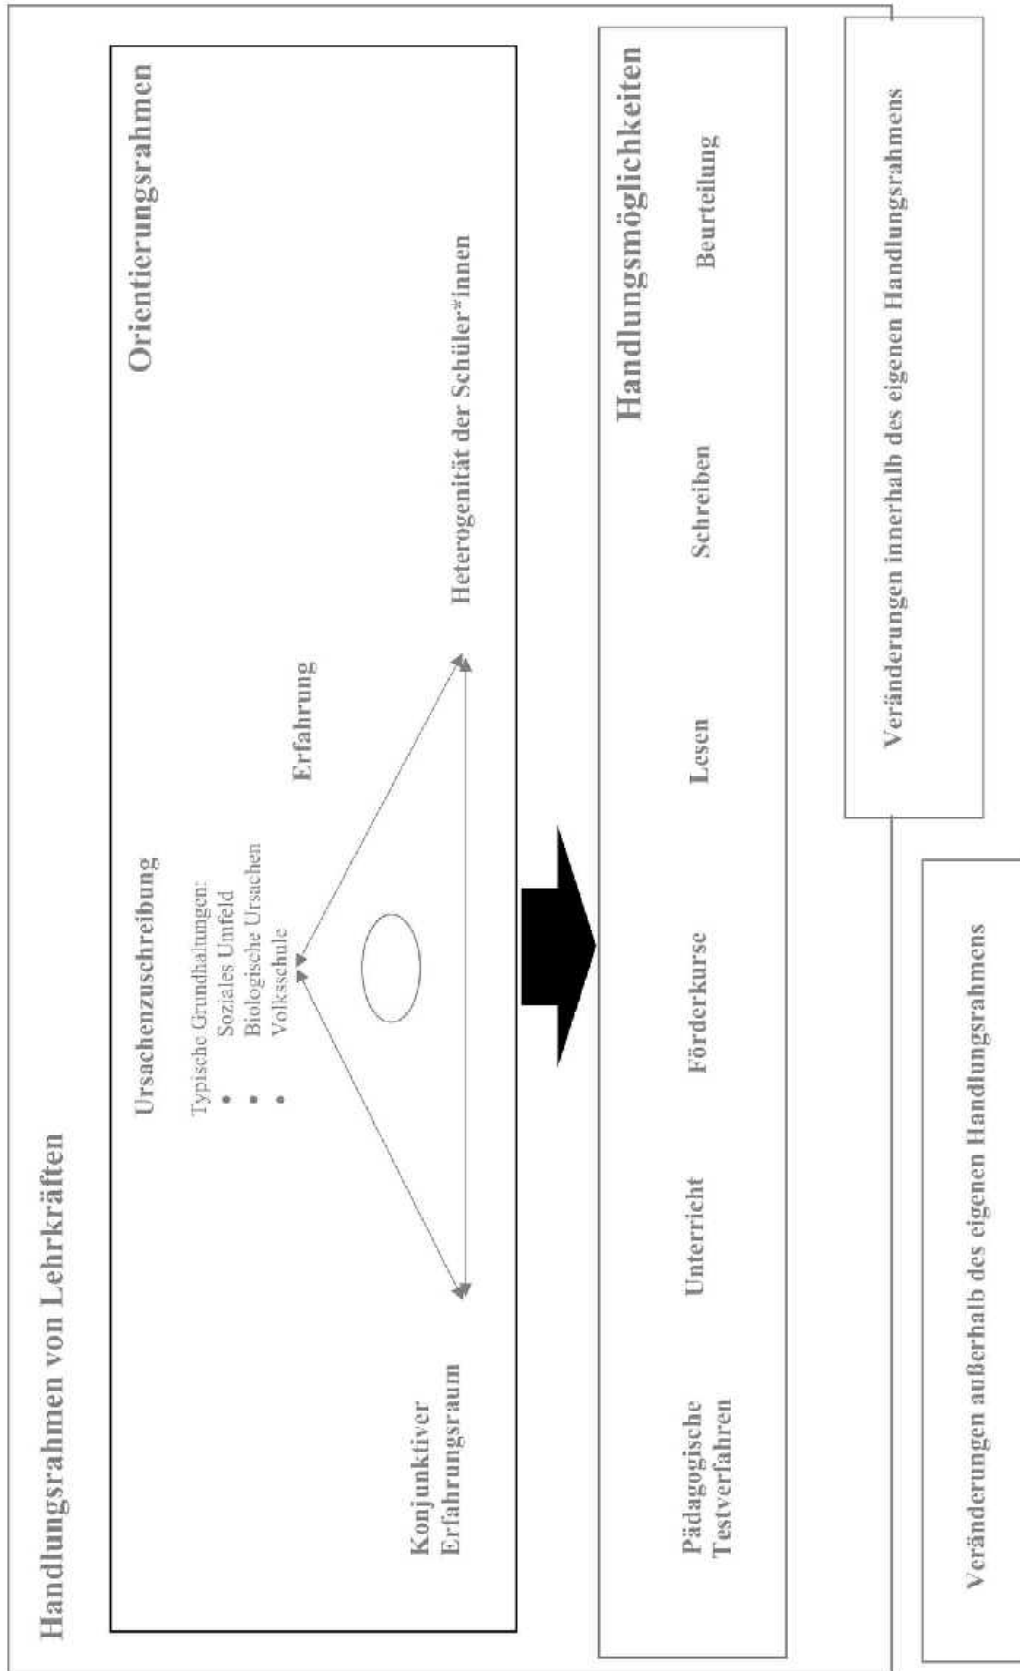 Handlungsrahmen von Lehrkräften
Orientierungsrahmen
Ursachenzuschreibung
Typische Grundhaltungen:
• Soziales Umfeld
• Biologische Ursachen
• Volksschule
Erfahrung
Konjunktiver
Erfahrungsraum
Heterogenität der Schüler*innen
Handlungsmöglichkeiten
Pädagogische
Testverfahren
Unterricht
Förderkurse
Lesen
Schreiben
Beurteilung
Veränderungen innerhalb des eigenen Handlungsrahmens
Veränderungen außerhalb des eigenen Handlungsrahmens